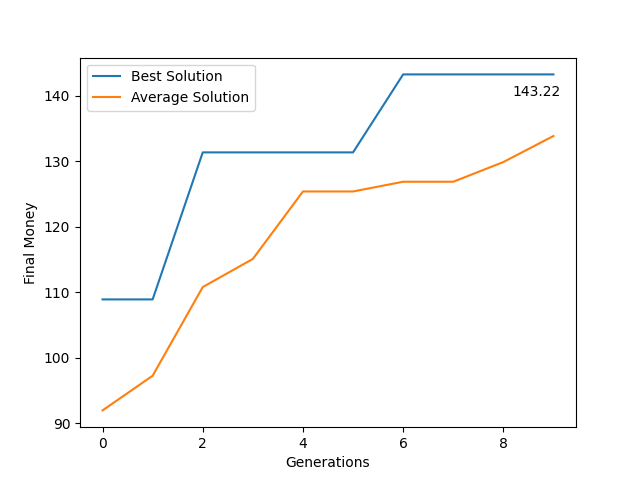 Best Solution
Average Solution
143.22
140
130
120
110
100
90
Final Money
0 2 4 6 8
Generations